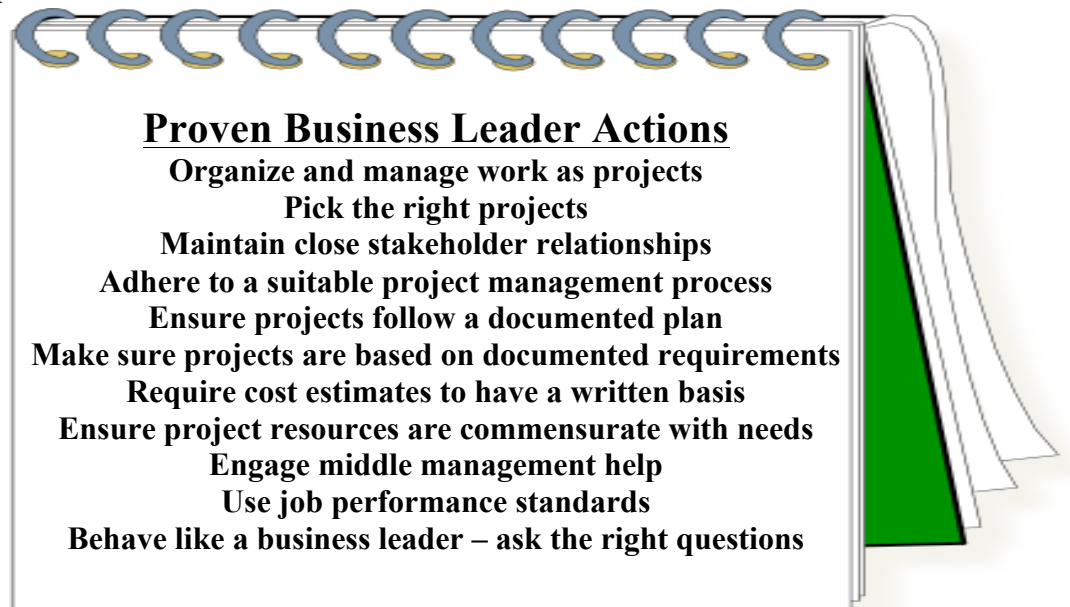 Proven Business Leader Actions
Organize and manage work as projects
Pick the right projects
Maintain close stakeholder relationships
Adhere to a suitable project management process
Ensure projects follow a documented plan
Make sure projects are based on documented requirements
Require cost estimates to have a written basis
Ensure project resources are commensurate with needs
Engage middle management help
Use job performance standards
Behave like a business leader – ask the right questions